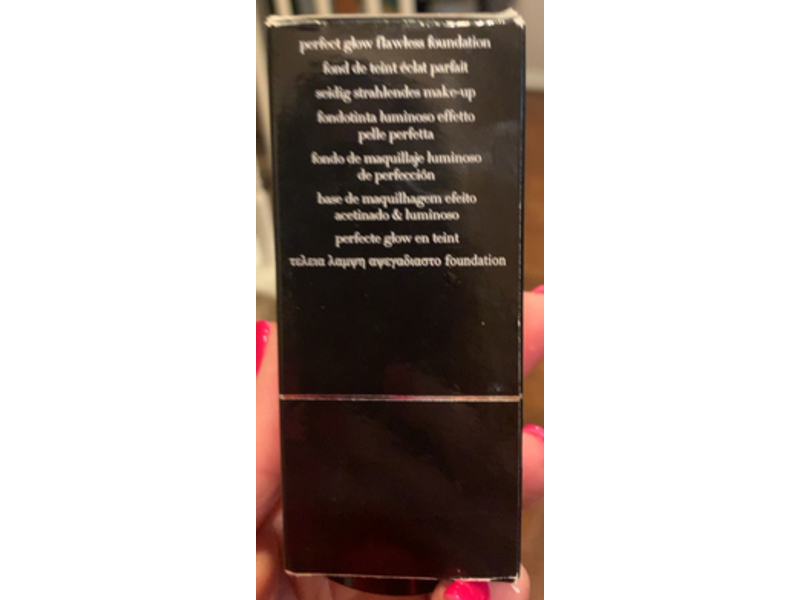 perfect glow flawless foundation
fond de teint éclat parfait
seidig strahlendes make-up
fondotinta luminoso effetto
pelle perfetta
fondo de maquillaje luminoso
de perfección
base de maquilhagem efeito
acetinado & luminoso
perfecte glow en teint
τελεια λαμψη αψεγαδιαστο foundation